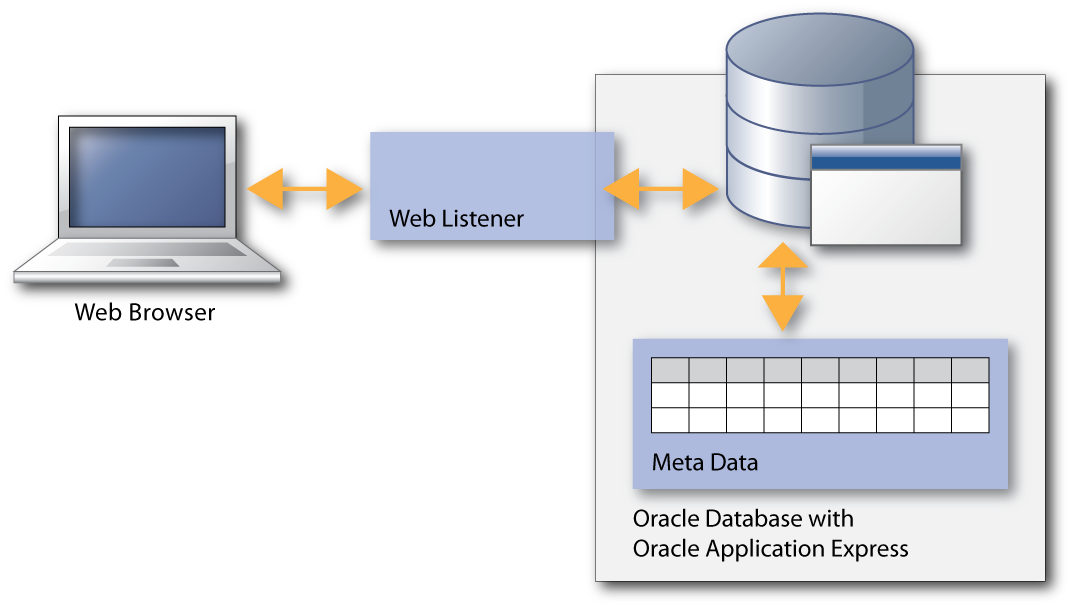 Web Listener
Web Browser
Meta Data
Oracle Database with
Oracle Application Express